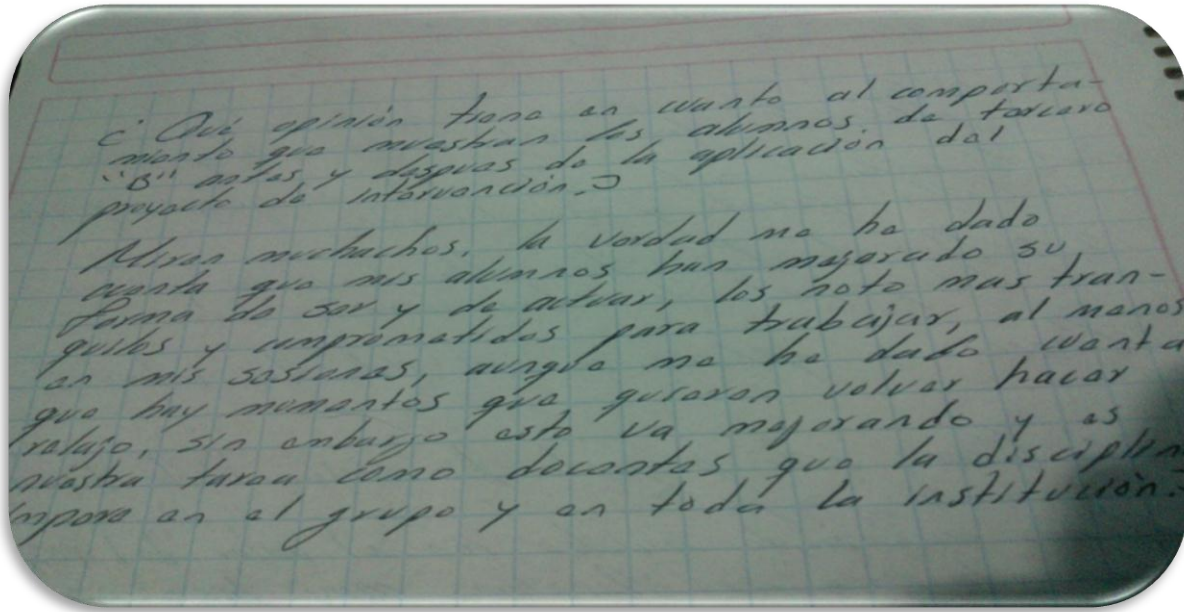 ¿Qué opinión tiene en cuanto al comporta-
miento que muestran los alumnos de tercero
"B" antes y despues de la aplicación del
proyecto de intervención?
Miren muchachos, la verdad me he dado
cuenta que mis alumnos han mejorado su
forma de ser y de actuar, los noto mas tran-
quilos y comprometidos para trabajar, al menos
en mis sesiones, aunque me he dado cuenta
que hay momentos que quieren volver hacer
relajo, sin embargo esto va mejorando y es
nuestra tarea como docentes que la disciplina
impere en el grupo y en toda la institución.